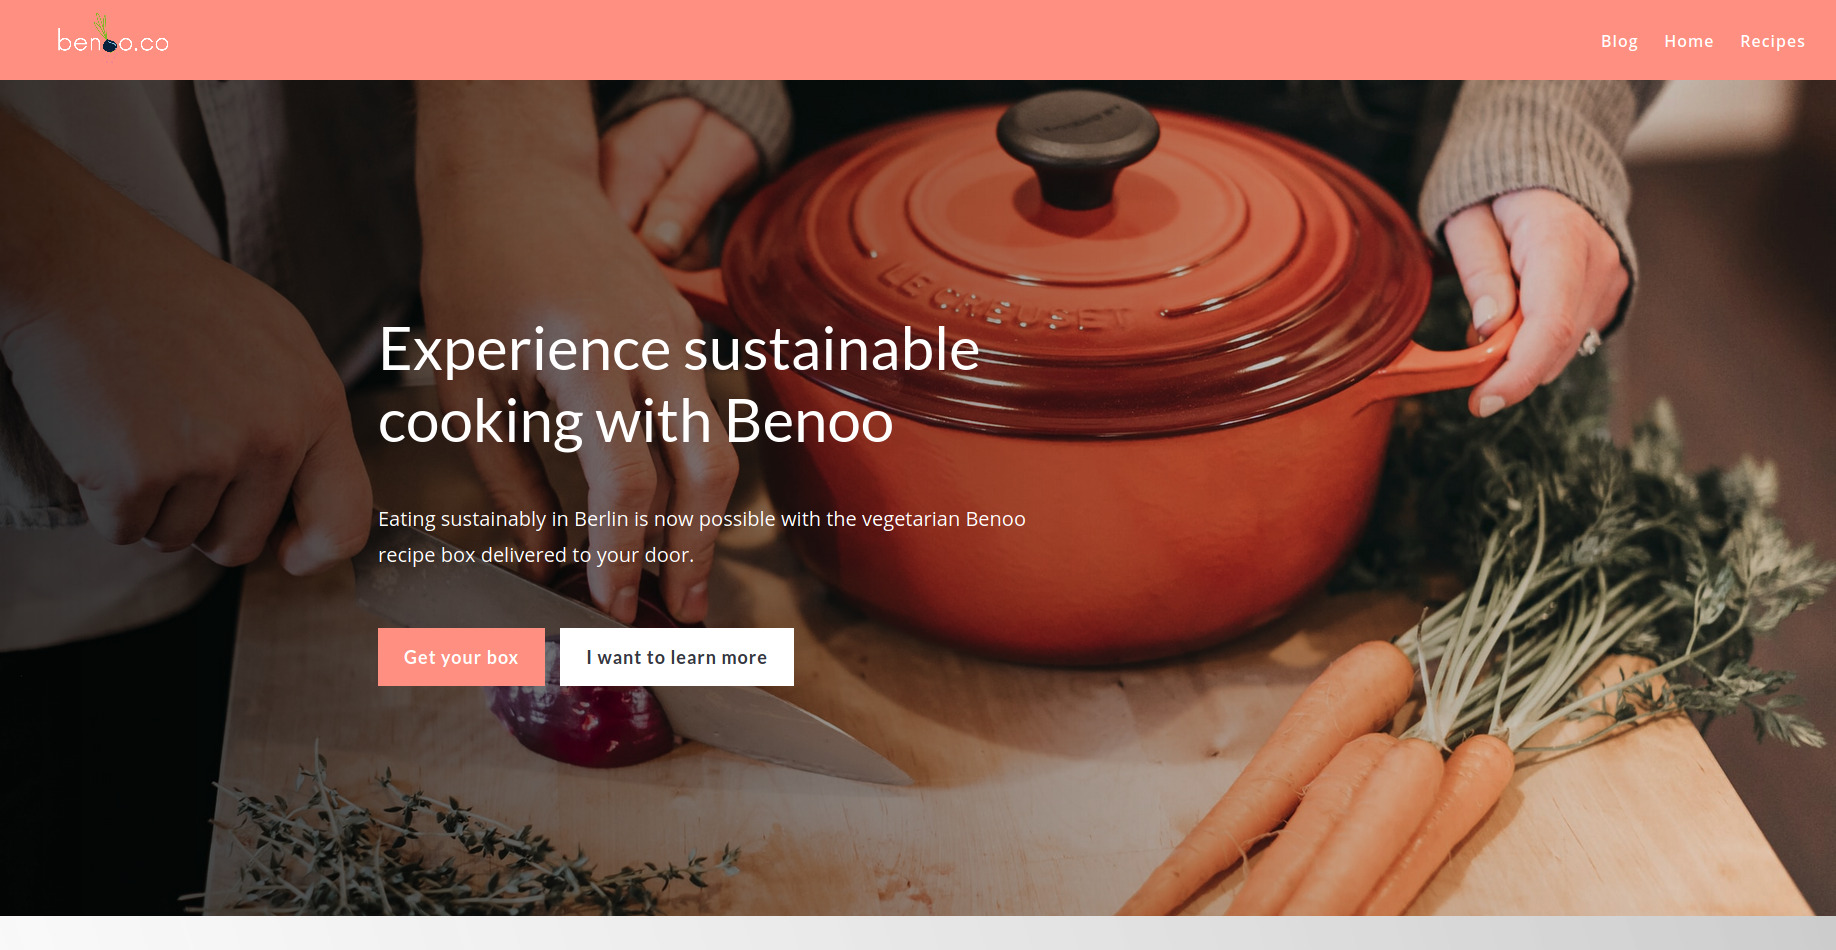 benoo.co
Blog Home Recipes
LE CREUSET
Experience sustainable
cooking with Benoo
Eating sustainably in Berlin is now possible with the vegetarian Benoo
recipe box delivered to your door.
Get your box
I want to learn more